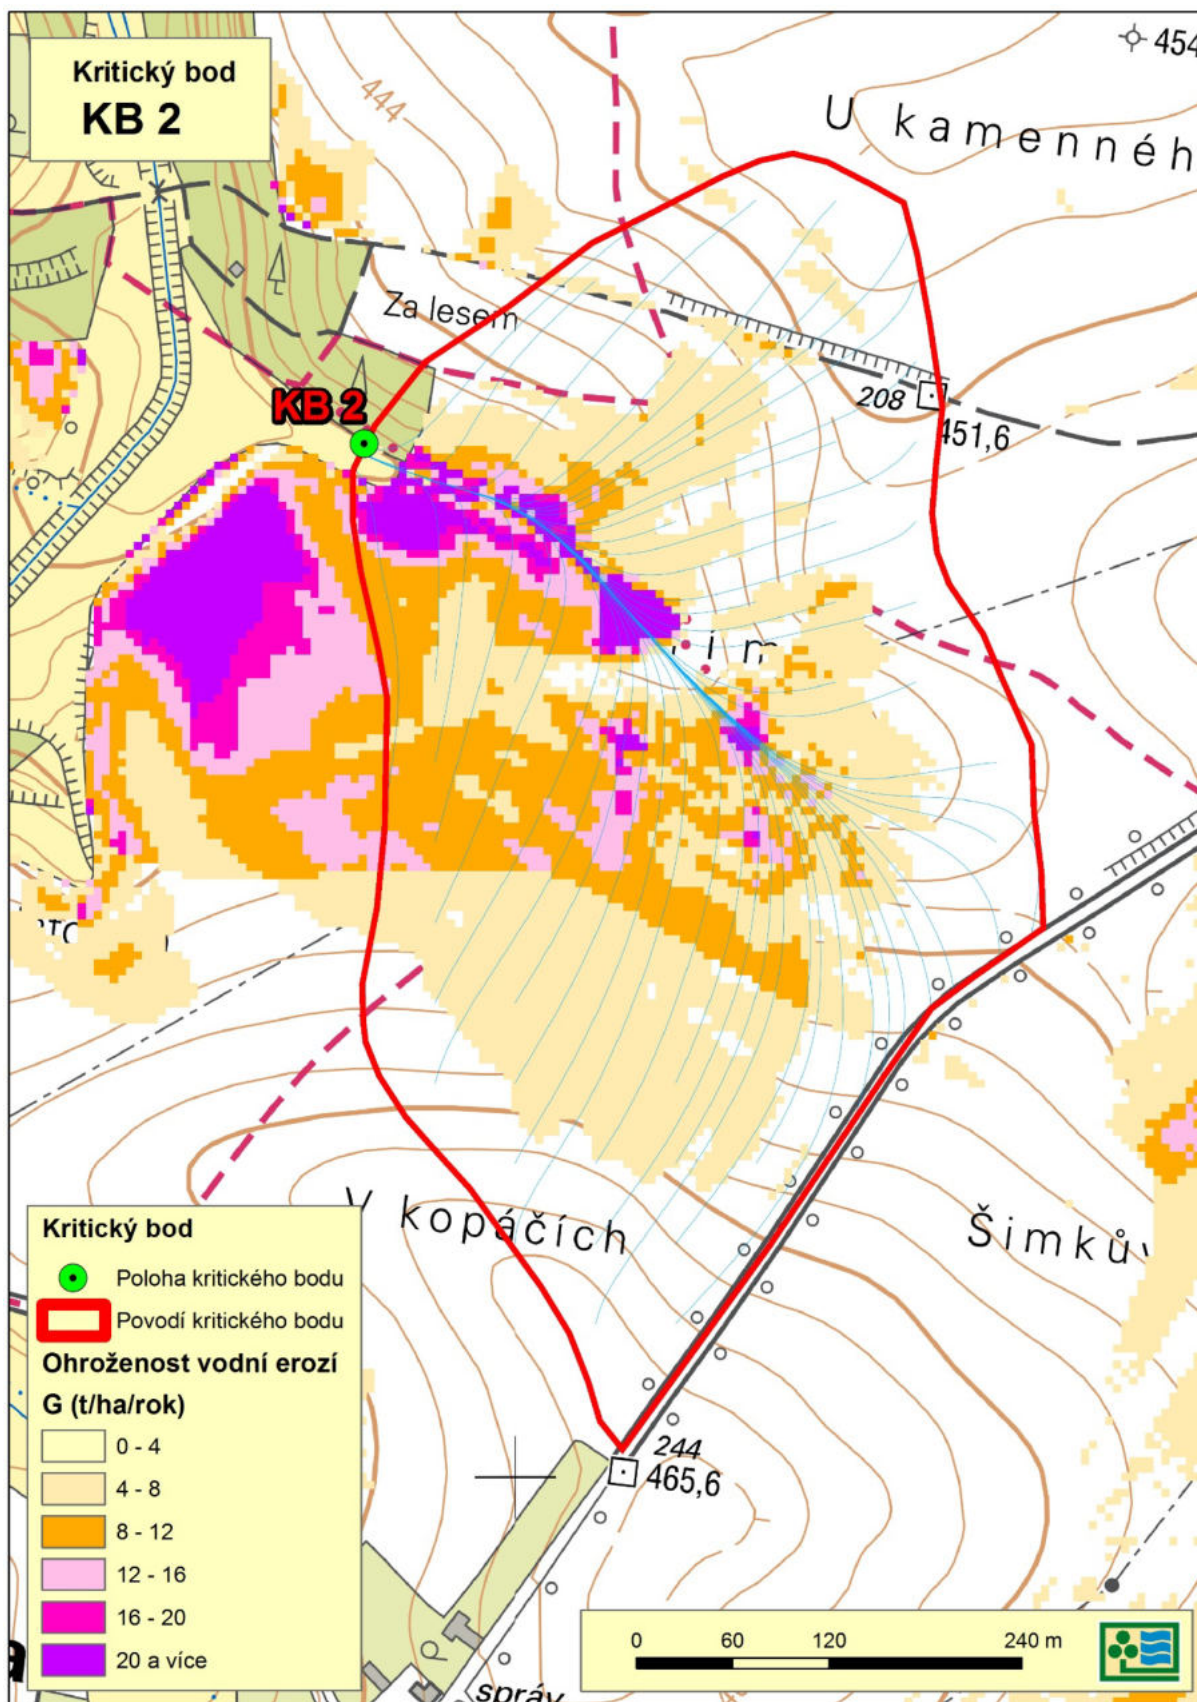 Kritický bod
KB 2
444
454
U kamennéh
Za lesem
208
451,6
KB 2
V kopáčích
Šimků
244
465,6
správ
Kritický bod
Poloha kritického bodu
Povodí kritického bodu
Ohroženost vodní erozí
G (t/ha/rok)
0 - 4
4 - 8
8 - 12
12 - 16
16 - 20
20 a více
0 60 120 240 m